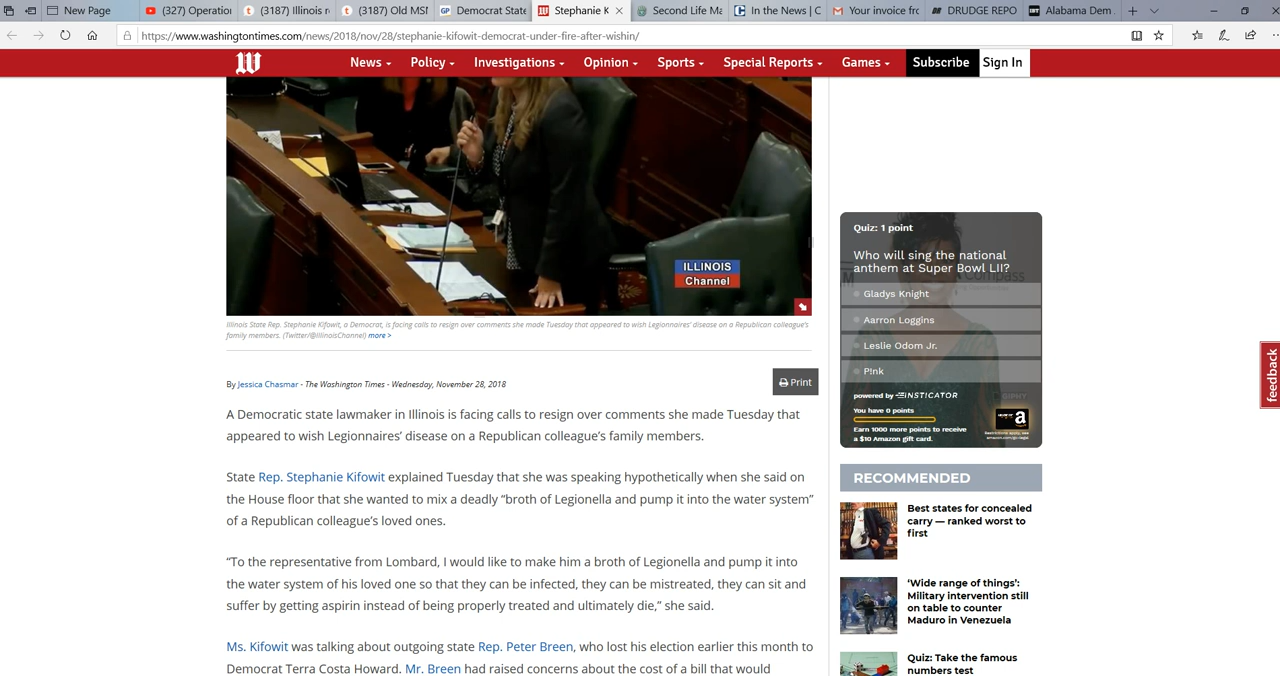 New Page
(327) Operation
(3187) Illinois r
(3187) Old MSN
Democrat State
Stephanie K
Second Life Ma
In the News | C
Your invoice fro
DRUDGE REPO
Alabama Dem
https://www.washingtontimes.com/news/2018/nov/28/stephanie-kifowit-democrat-under-fire-after-wishin/
W News Policy Investigations Opinion Sports Special Reports Games Subscribe Sign In
ILLINOIS
Channel
Illinois State Rep. Stephanie Kifowit, a Democrat, is facing calls to resign over comments she made Tuesday that appeared to wish Legionnaires' disease on a Republican colleague's
family members. (Twitter/@IllinoisChannel) more >
By Jessica Chasmar - The Washington Times - Wednesday, November 28, 2018
Print
A Democratic state lawmaker in Illinois is facing calls to resign over comments she made Tuesday that
appeared to wish Legionnaires’ disease on a Republican colleague’s family members.
State Rep. Stephanie Kifowit explained Tuesday that she was speaking hypothetically when she said on
the House floor that she wanted to mix a deadly “broth of Legionella and pump it into the water system”
of a Republican colleague’s loved ones.
“To the representative from Lombard, I would like to make him a broth of Legionella and pump it into
the water system of his loved one so that they can be infected, they can be mistreated, they can sit and
suffer by getting aspirin instead of being properly treated and ultimately die,” she said.
Ms. Kifowit was talking about outgoing state Rep. Peter Breen, who lost his election earlier this month to
Democrat Terra Costa Howard. Mr. Breen had raised concerns about the cost of a bill that would
Quiz: 1 point
Who will sing the national
anthem at Super Bowl LII?
Gladys Knight
Aarron Loggins
Leslie Odom Jr.
P!nk
powered by INSTICATOR
You have 0 points
Earn 1000 more points to receive
a $10 Amazon gift card.
RECOMMENDED
Best states for concealed
carry — ranked worst to
first
‘Wide range of things’:
Military intervention still
on table to counter
Maduro in Venezuela
Quiz: Take the famous
numbers test
feedback